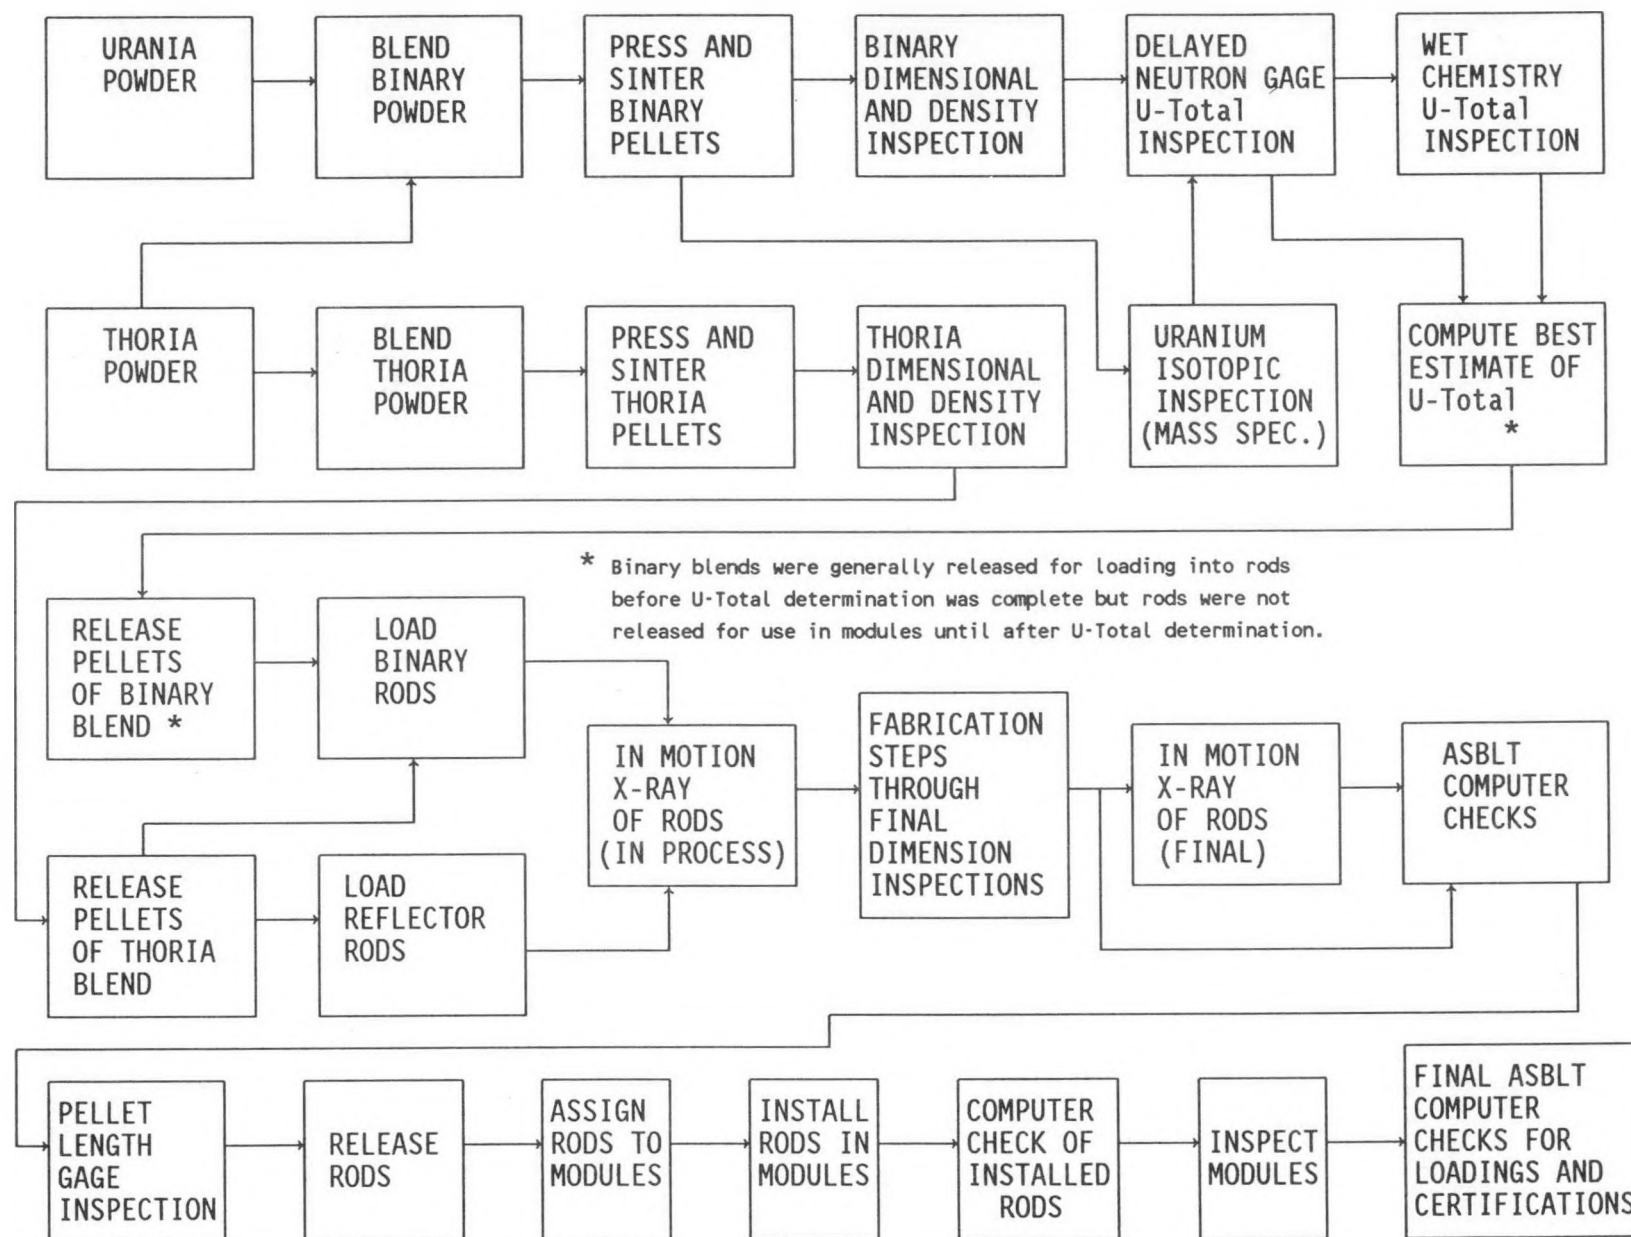 URANIA
POWDER
BLEND
BINARY
POWDER
PRESS AND
SINTER
BINARY
PELLETS
BINARY
DIMENSIONAL
AND DENSITY
INSPECTION
DELAYED
NEUTRON GAGE
U-Total
INSPECTION
WET
CHEMISTRY
U-Total
INSPECTION
THORIA
POWDER
BLEND
THORIA
POWDER
PRESS AND
SINTER
THORIA
PELLETS
THORIA
DIMENSIONAL
AND DENSITY
INSPECTION
URANIUM
ISOTOPIC
INSPECTION
(MASS SPEC.)
COMPUTE BEST
ESTIMATE OF
U-Total
*
* Binary blends were generally released for loading into rods
before U-Total determination was complete but rods were not
released for use in modules until after U-Total determination.
RELEASE
PELLETS
OF BINARY
BLEND *
LOAD
BINARY
RODS
RELEASE
PELLETS
OF THORIA
BLEND
LOAD
REFLECTOR
RODS
IN MOTION
X-RAY
OF RODS
(IN PROCESS)
FABRICATION
STEPS
THROUGH
FINAL
DIMENSION
INSPECTIONS
IN MOTION
X-RAY
OF RODS
(FINAL)
ASBLT
COMPUTER
CHECKS
PELLET
LENGTH
GAGE
INSPECTION
RELEASE
RODS
ASSIGN
RODS TO
MODULES
INSTALL
RODS IN
MODULES
COMPUTER
CHECK OF
INSTALLED
RODS
INSPECT
MODULES
FINAL ASBLT
COMPUTER
CHECKS FOR
LOADINGS AND
CERTIFICATIONS